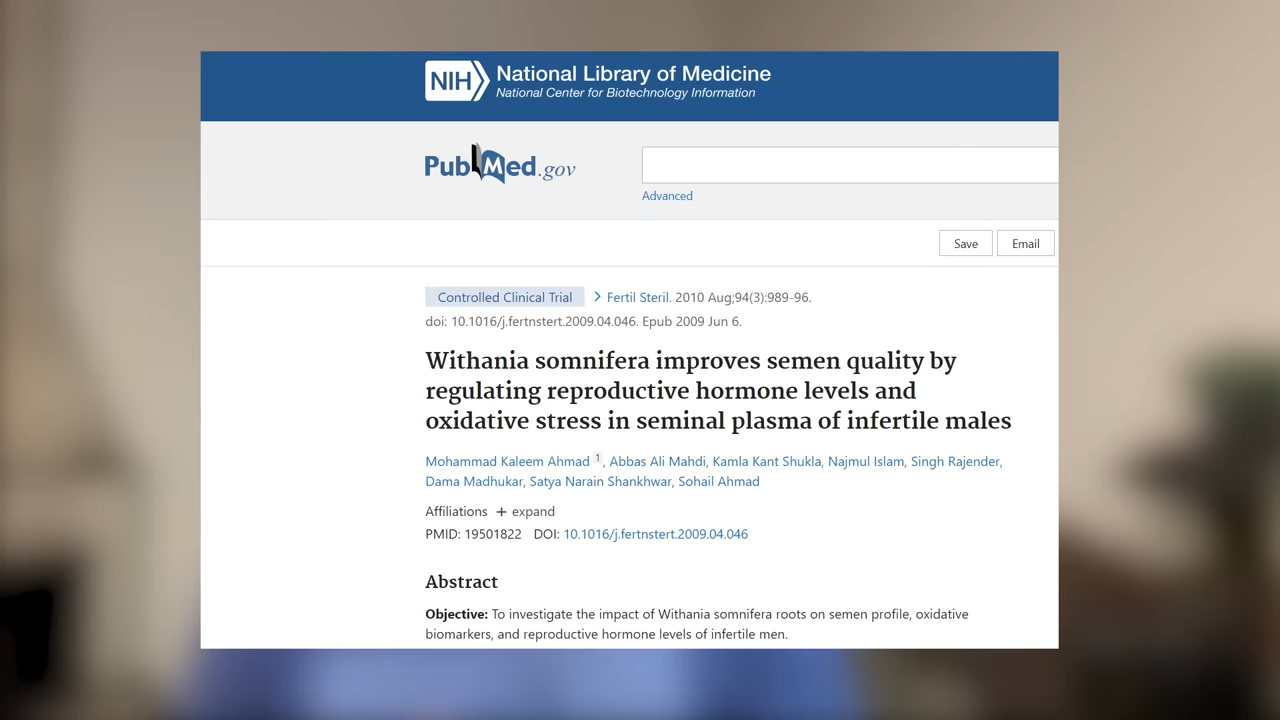 NIH National Library of Medicine
National Center for Biotechnology Information
PubMed.gov
Advanced
Save Email
Controlled Clinical Trial > Fertil Steril. 2010 Aug;94(3):989-96.
doi: 10.1016/j.fertnstert.2009.04.046. Epub 2009 Jun 6.
Withania somnifera improves semen quality by
regulating reproductive hormone levels and
oxidative stress in seminal plasma of infertile males
Mohammad Kaleem Ahmad 1, Abbas Ali Mahdi, Kamla Kant Shukla, Najmul Islam, Singh Rajender,
Dama Madhukar, Satya Narain Shankhwar, Sohail Ahmad
Affiliations + expand
PMID: 19501822 DOI: 10.1016/j.fertnstert.2009.04.046
Abstract
Objective: To investigate the impact of Withania somnifera roots on semen profile, oxidative
biomarkers, and reproductive hormone levels of infertile men.